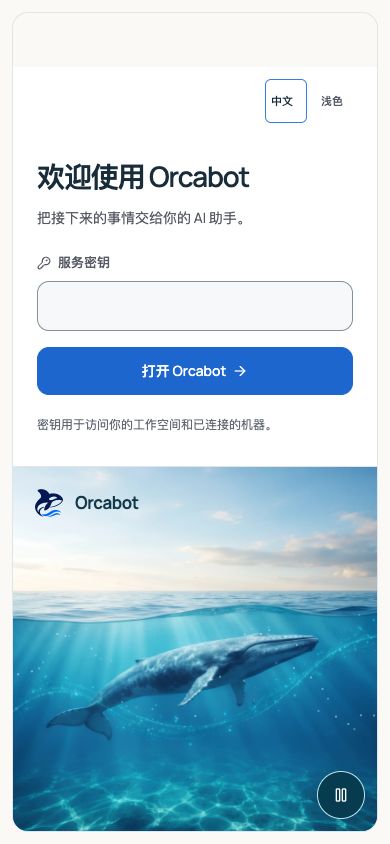 中文
浅色
欢迎使用 Orcabot
把接下来的事情交给你的 AI 助手。
服务密钥
打开 Orcabot →
密钥用于访问你的工作空间和已连接的机器。
Orcabot